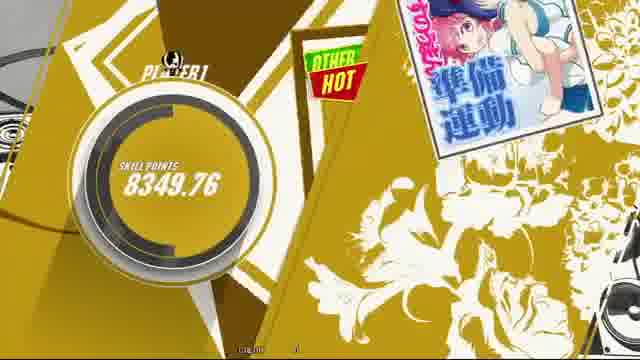 PLAYER1
OTHER
HOT
SKILL POINTS
8349.76
準備
運動